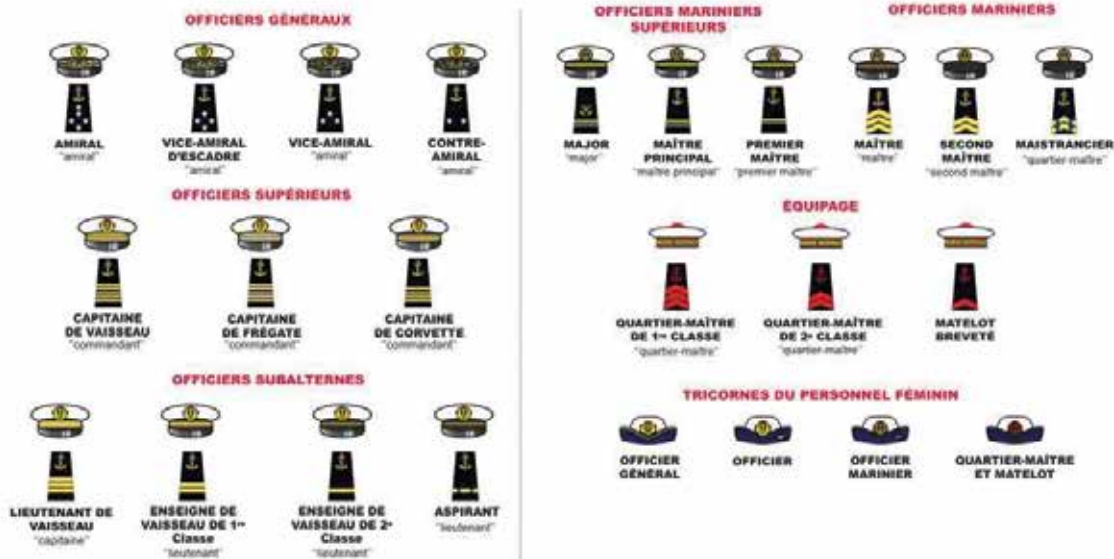 OFFICIERS GÉNÉRAUX
AMIRAL
"amiral"
VICE-AMIRAL
D'ESCADRE
"amiral"
VICE-AMIRAL
"amiral"
CONTRE-
AMIRAL
"amiral"
OFFICIERS SUPÉRIEURS
CAPITAINE
DE VAISSEAU
"commandant"
CAPITAINE
DE FRÉGATE
"commandant"
CAPITAINE
DE CORVETTE
"commandant"
OFFICIERS SUBALTERNES
LIEUTENANT DE
VAISSEAU
"capitaine"
ENSEIGNE DE
VAISSEAU DE 1re
Classe
"lieutenant"
ENSEIGNE DE
VAISSEAU DE 2e
Classe
"lieutenant"
ASPIRANT
"lieutenant"
OFFICIERS MARINIERS
SUPÉRIEURS
MAJOR
"major"
MAÎTRE
PRINCIPAL
"maître principal"
PREMIER
MAÎTRE
"premier maître"
OFFICIERS MARINIERS
MAÎTRE
"maître"
SECOND
MAÎTRE
"second maître"
MAISTRANCIER
"quartier-maître"
ÉQUIPAGE
QUARTIER-MAÎTRE
DE 1re CLASSE
"quartier-maître"
QUARTIER-MAÎTRE
DE 2e CLASSE
"quartier-maître"
MATELOT
BREVETÉ
TRICORNES DU PERSONNEL FÉMININ
OFFICIER
GÉNÉRAL
OFFICIER
OFFICIER
MARINIER
QUARTIER-MAÎTRE
ET MATELOT